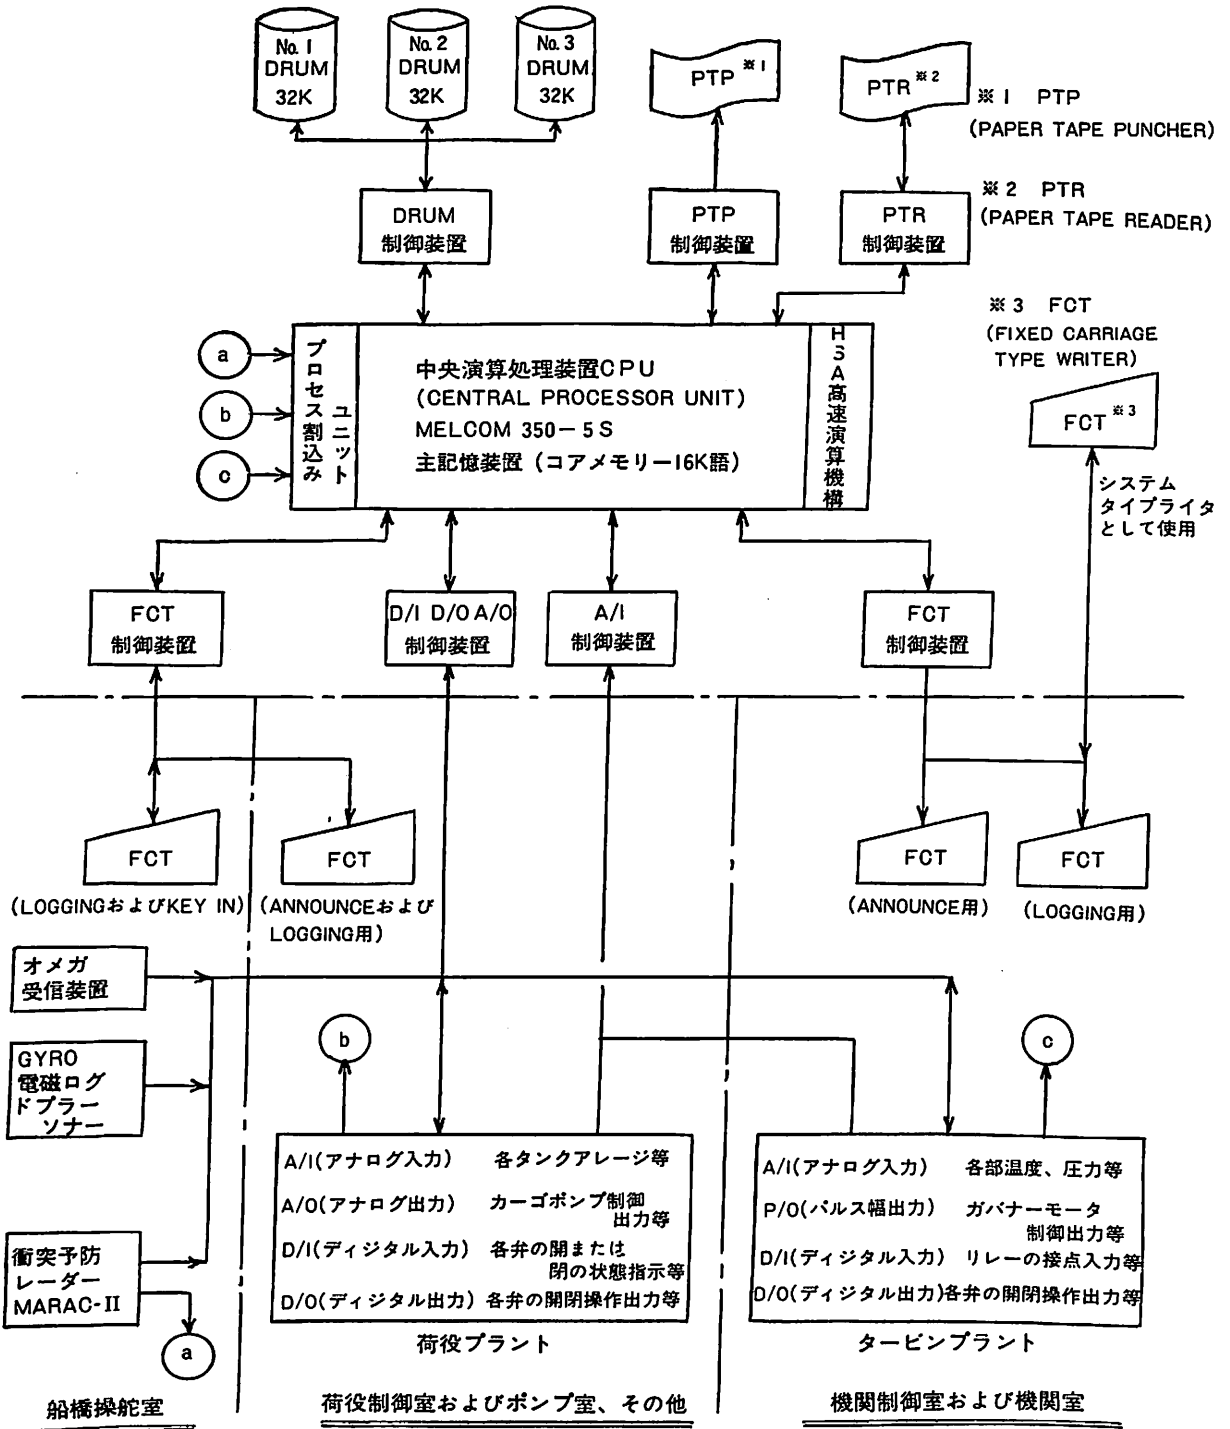 No. 1
DRUM
32K
No. 2
DRUM
32K
No. 3
DRUM
32K
PTP ※1
PTR ※2
※1 PTP
(PAPER TAPE PUNCHER)
DRUM
制御装置
PTP
制御装置
PTR
制御装置
※2 PTR
(PAPER TAPE READER)
※3 FCT
(FIXED CARRIAGE
TYPE WRITER)
a
b
c
プロセス割込み
ユニット
中央演算処理装置CPU
(CENTRAL PROCESSOR UNIT)
MELCOM 350-5S
主記憶装置(コアメモリー16K語)
HSA高速演算機構
FCT ※3
システム
タイプライタ
として使用
FCT
制御装置
D/I D/O A/O
制御装置
A/I
制御装置
FCT
制御装置
FCT
(LOGGINGおよびKEY IN)
FCT
(ANNOUNCEおよび
LOGGING用)
FCT
(ANNOUNCE用)
FCT
(LOGGING用)
オメガ
受信装置
GYRO
電磁ログ
ドプラー
ソナー
衝突予防
レーダー
MARAC-II
a
b
c
A/I(アナログ入力) 各タンクアレージ等
A/O(アナログ出力) カーゴポンプ制御
出力等
D/I(ディジタル入力) 各弁の開または
閉の状態指示等
D/O(ディジタル出力) 各弁の開閉操作出力等
荷役プラント
A/I(アナログ入力) 各部温度、圧力等
P/O(パルス幅出力) ガバナーモータ
制御出力等
D/I(ディジタル入力) リレーの接点入力等
D/O(ディジタル出力)各弁の開閉操作出力等
タービンプラント
船橋操舵室
荷役制御室およびポンプ室、その他
機関制御室および機関室